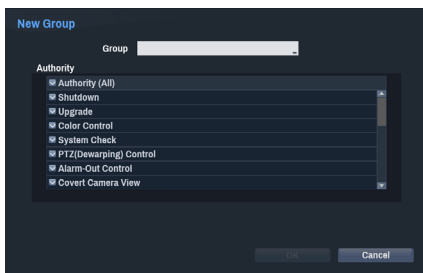 New Group
Group
Authority
Authority (All)
Shutdown
Upgrade
Color Control
System Check
PTZ(Dewarping) Control
Alarm-Out Control
Covert Camera View
OK
Cancel